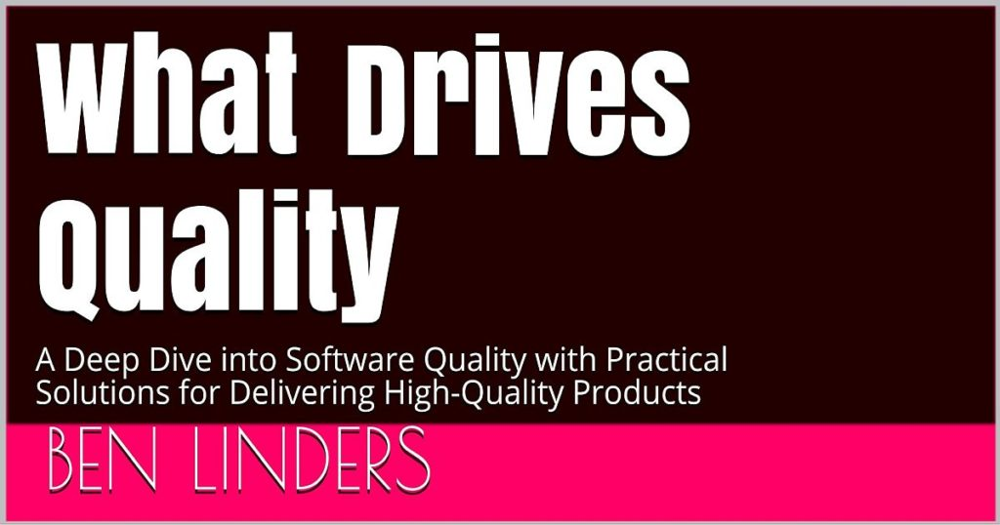 What Drives
Quality
A Deep Dive into Software Quality with Practical
Solutions for Delivering High-Quality Products
BEN LINDERS